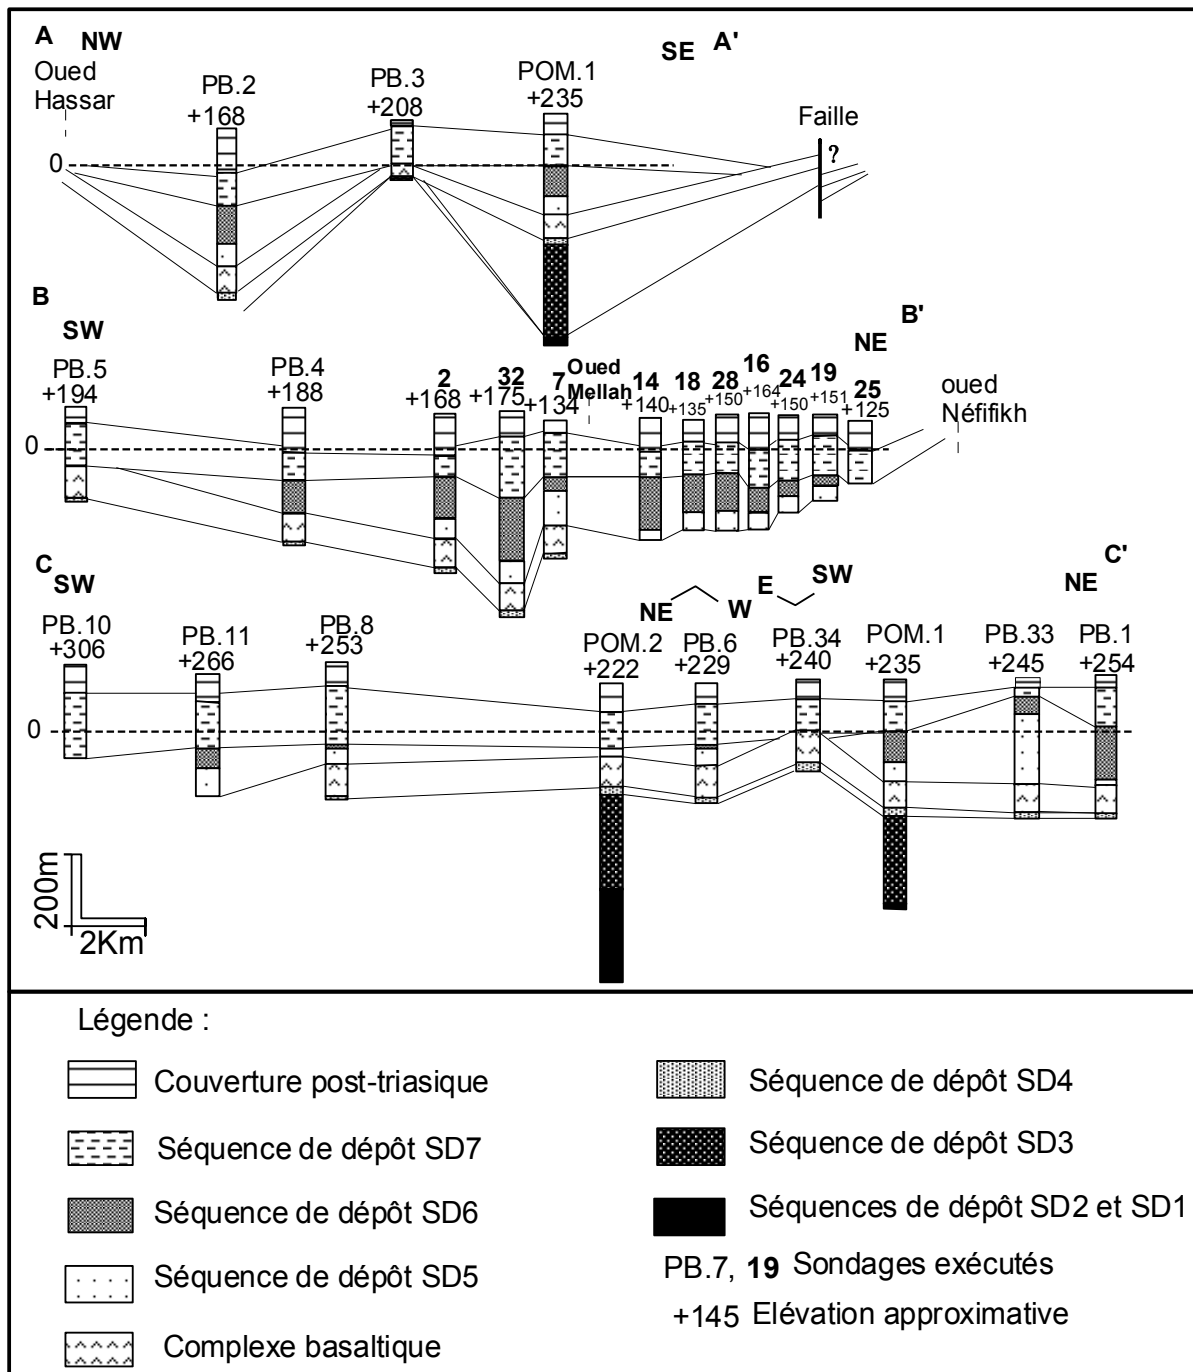 A NW SE A'
Oued
Hassar
PB.2
+168
PB.3
+208
POM.1
+235
Faille
?
0
B
SW
B'
NE
PB.5
+194
PB.4
+188
2
+168
32
+175
7
+134
Oued
Mellah
14
+140
18
+135
28
+150
16
+164
24
+150
19
+151
25
+125
oued
Néfifikh
0
C
SW
NE
W
E
SW
C'
NE
PB.10
+306
PB.11
+266
PB.8
+253
POM.2
+222
PB.6
+229
PB.34
+240
POM.1
+235
PB.33
+245
PB.1
+254
0
200m
2Km
Légende :
Couverture post-triasique
Séquence de dépôt SD7
Séquence de dépôt SD6
Séquence de dépôt SD5
Complexe basaltique
Séquence de dépôt SD4
Séquence de dépôt SD3
Séquences de dépôt SD2 et SD1
PB.7, 19 Sondages exécutés
+145 Elévation approximative